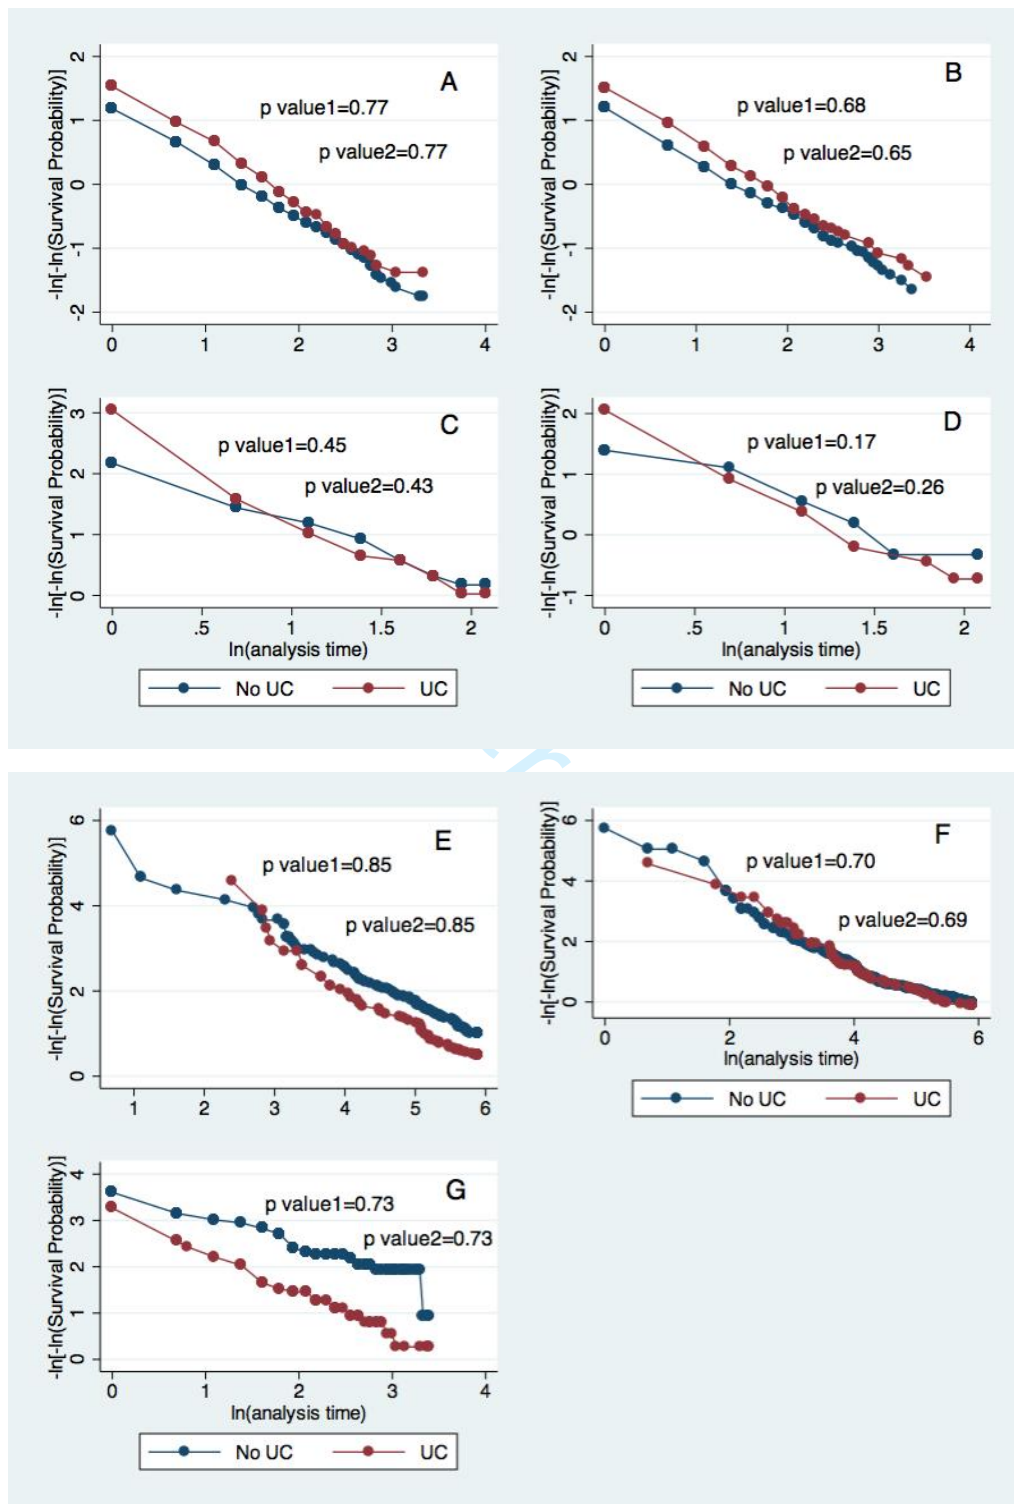 A
p value1=0.77
p value2=0.77
-ln[-ln(Survival Probability)]
2
1
0
-1
-2
0 1 2 3 4
B
p value1=0.68
p value2=0.65
-ln[-ln(Survival Probability)]
2
1
0
-1
-2
0 1 2 3 4
C
p value1=0.45
p value2=0.43
-ln[-ln(Survival Probability)]
3
2
1
0
0 .5 1 1.5 2
ln(analysis time)
No UC UC
D
p value1=0.17
p value2=0.26
-ln[-ln(Survival Probability)]
2
1
0
-1
0 .5 1 1.5 2
ln(analysis time)
No UC UC
E
p value1=0.85
p value2=0.85
-ln[-ln(Survival Probability)]
6
4
2
0
1 2 3 4 5 6
F
p value1=0.70
p value2=0.69
-ln[-ln(Survival Probability)]
6
4
2
0
0 2 4 6
ln(analysis time)
No UC UC
G
p value1=0.73
p value2=0.73
-ln[-ln(Survival Probability)]
4
3
2
1
0
0 1 2 3 4
ln(analysis time)
No UC UC